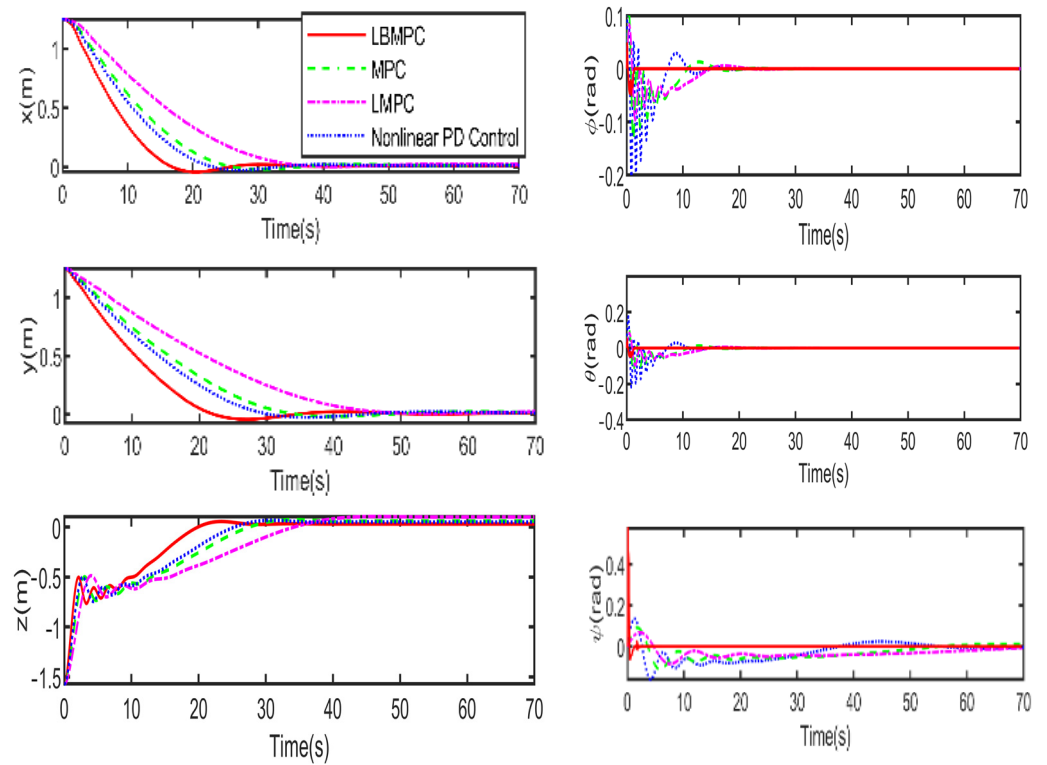 x(m)
1
0.5
0
0 10 20 30 40 50 60 70
Time(s)
LBMPC
MPC
LMPC
Nonlinear PD Control
ϕ(rad)
0.1
0
-0.1
-0.2
0 10 20 30 40 50 60 70
Time(s)
y(m)
1
0.5
0
0 10 20 30 40 50 60 70
Time(s)
θ(rad)
0.2
0
-0.2
-0.4
0 10 20 30 40 50 60 70
Time(s)
z(m)
0
-0.5
-1
-1.5
0 10 20 30 40 50 60 70
Time(s)
ψ(rad)
0.4
0.2
0
0 10 20 30 40 50 60 70
Time(s)